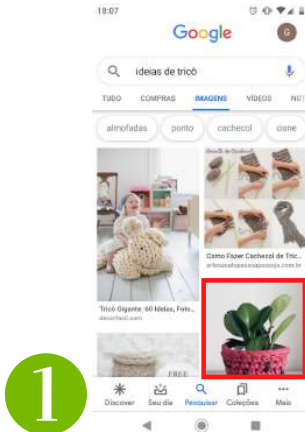 18:07
Google
G
ideias de tricô
TUDO COMPRAS IMAGENS VÍDEOS NOT
almofadas ponto cachecol cisne
Como Fazer Cachecol de Tric...
Tricô Gigante: 60 Ideias, Foto...
decorfacil.com
FREE
1
Discover Seu dia Pesquisar Coleções Mais